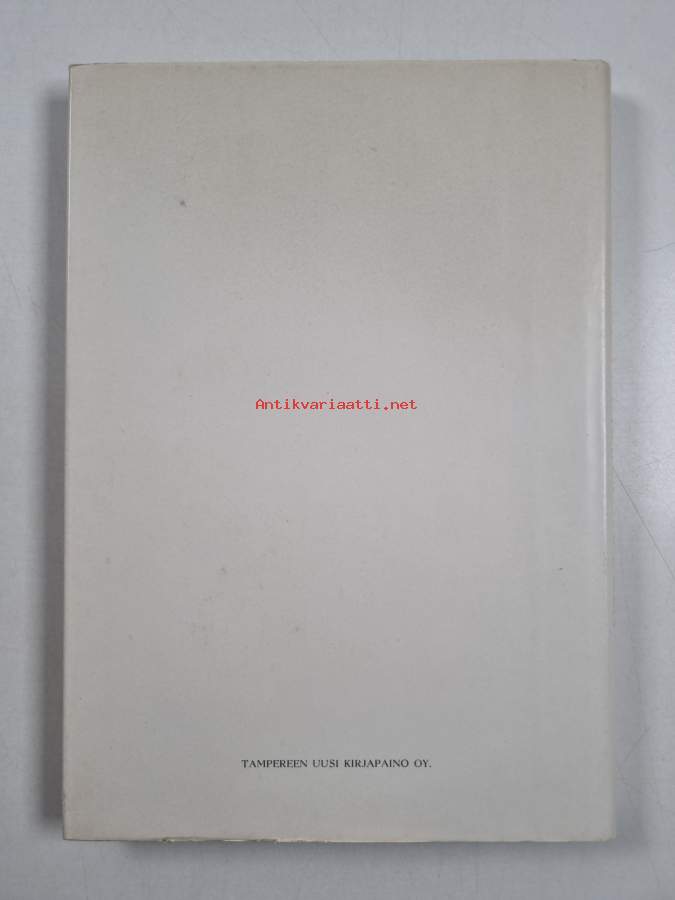 Antikvariaatti.net
TAMPEREEN UUSI KIRJAPAINO OY.